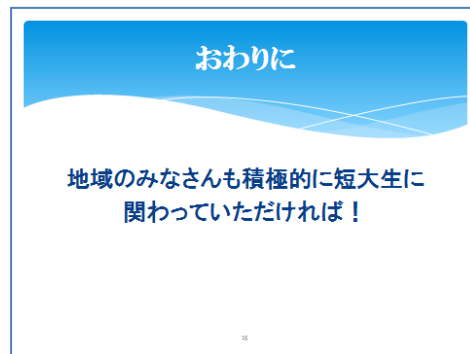 おわりに
地域のみなさんも積極的に短大生に
関わっていただければ！